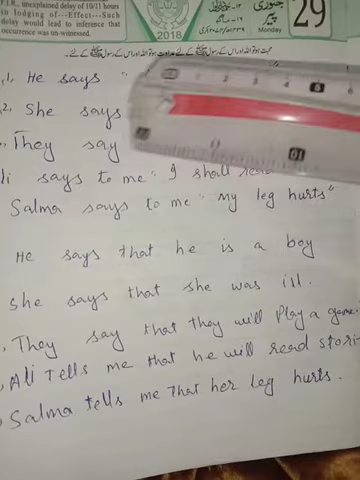 F.I.R., unexplained delay of 10/11 hours
in lodging of---Effect---Such
delay would lead to inference that
occurrence was un-witnessed.
2018
جنوری
پیر
Monday
29
1. He says "
2. She says
They say
says to me " I shall read
Salma says to me " My leg hurts"
He says that he is a boy
She says that she was ill.
They say that they will play a game.
Ali tells me that he will read stori
Salma tells me that her leg hurts.